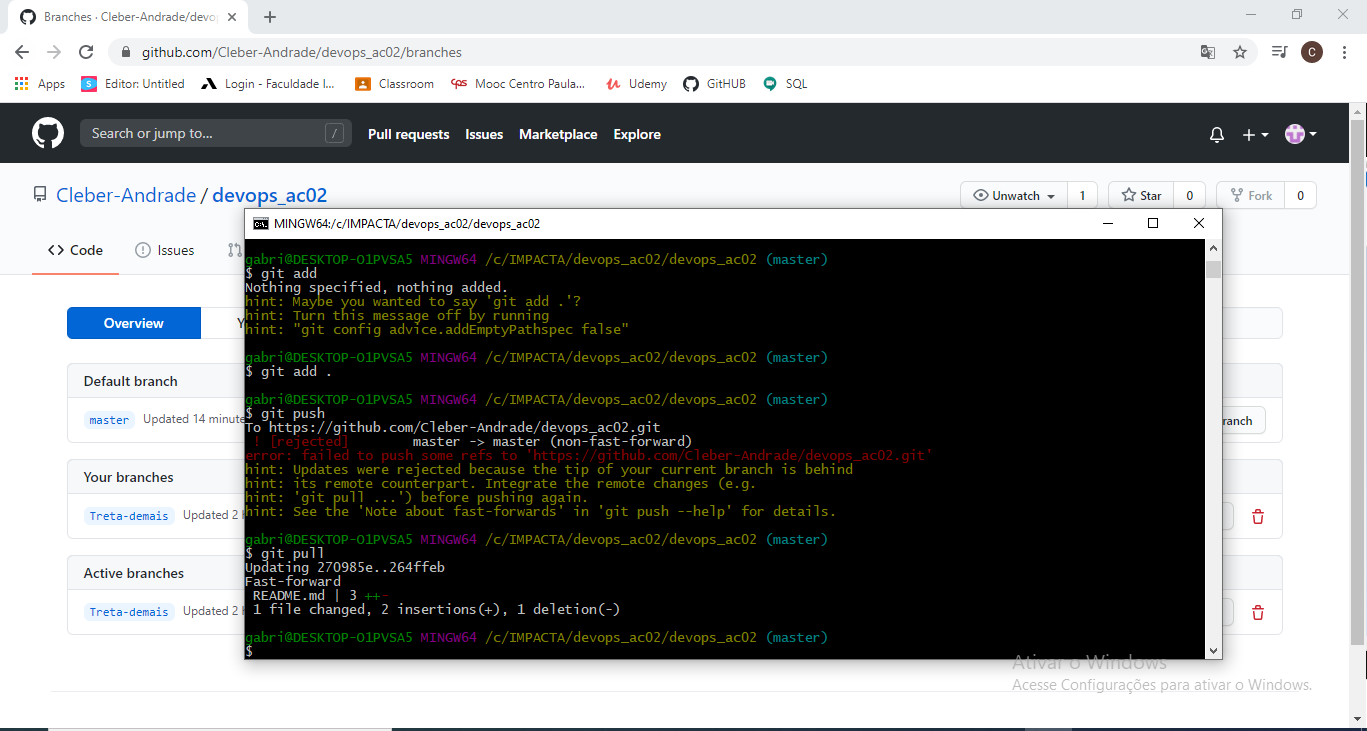 Branches · Cleber-Andrade/devo
github.com/Cleber-Andrade/devops_ac02/branches
C
Apps
S Editor: Untitled
Login - Faculdade I...
Classroom
cps Mooc Centro Paula...
Udemy
GitHUB
SQL
Search or jump to... /
Pull requests
Issues
Marketplace
Explore
Cleber-Andrade / devops_ac02
Unwatch 1
Star 0
Fork 0
<> Code
Issues
Overview
Y
Default branch
master Updated 14 minute
ranch
Your branches
Treta-demais Updated 2
Active branches
Treta-demais Updated 2
MINGW64:/c/IMPACTA/devops_ac02/devops_ac02
gabri@DESKTOP-O1PVSA5 MINGW64 /c/IMPACTA/devops_ac02/devops_ac02 (master)
$ git add
Nothing specified, nothing added.
hint: Maybe you wanted to say 'git add .'?
hint: Turn this message off by running
hint: "git config advice.addEmptyPathspec false"
gabri@DESKTOP-O1PVSA5 MINGW64 /c/IMPACTA/devops_ac02/devops_ac02 (master)
$ git add .
gabri@DESKTOP-O1PVSA5 MINGW64 /c/IMPACTA/devops_ac02/devops_ac02 (master)
$ git push
To https://github.com/Cleber-Andrade/devops_ac02.git
! [rejected] master -> master (non-fast-forward)
error: failed to push some refs to 'https://github.com/Cleber-Andrade/devops_ac02.git'
hint: Updates were rejected because the tip of your current branch is behind
hint: its remote counterpart. Integrate the remote changes (e.g.
hint: 'git pull ...') before pushing again.
hint: See the 'Note about fast-forwards' in 'git push --help' for details.
gabri@DESKTOP-O1PVSA5 MINGW64 /c/IMPACTA/devops_ac02/devops_ac02 (master)
$ git pull
Updating 270985e..264ffeb
Fast-forward
README.md | 3 ++-
1 file changed, 2 insertions(+), 1 deletion(-)
gabri@DESKTOP-O1PVSA5 MINGW64 /c/IMPACTA/devops_ac02/devops_ac02 (master)
$
Ativar o Windows
Acesse Configurações para ativar o Windows.